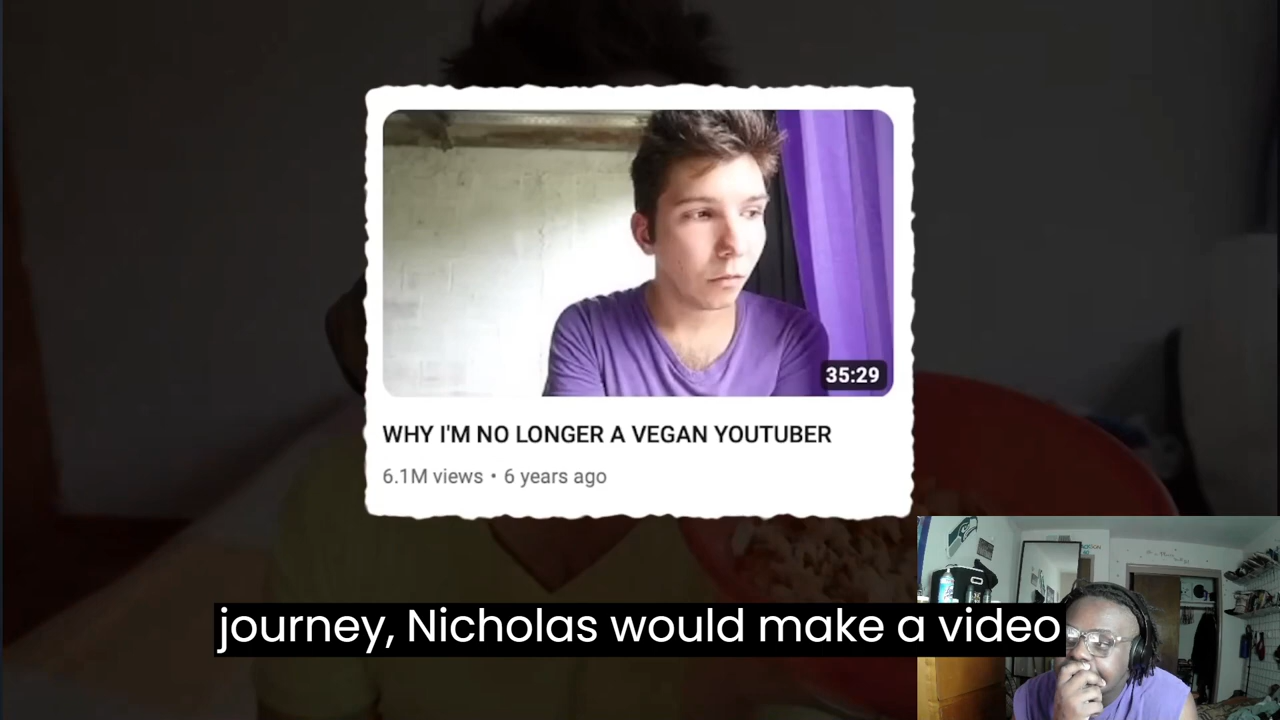 35:29
WHY I'M NO LONGER A VEGAN YOUTUBER
6.1M views • 6 years ago
journey, Nicholas would make a video